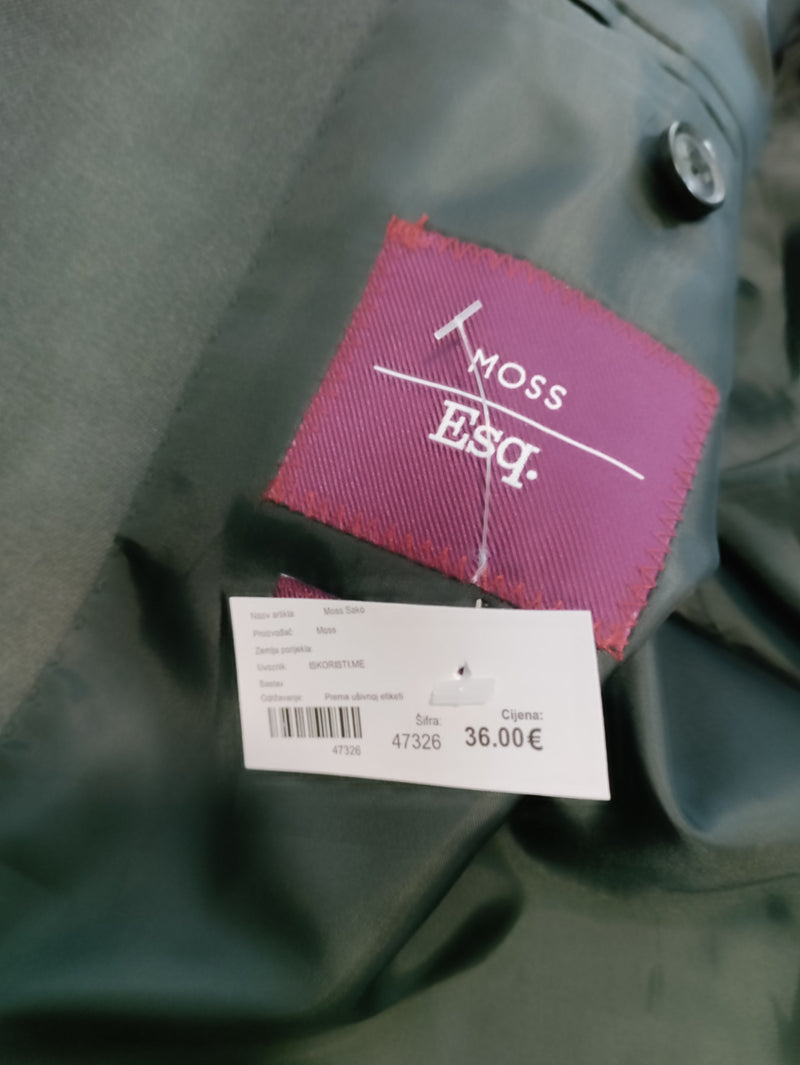 MOSS
Esq.
Naziv artikla: Moss Sako
Proizvođač: Moss
Zemlja porijekla:
Uvoznik: ISKORISTI.ME
Sastav:
Održavanje: Prema ušivnoj etiketi
Šifra: Cijena:
47326 47326 36.00€